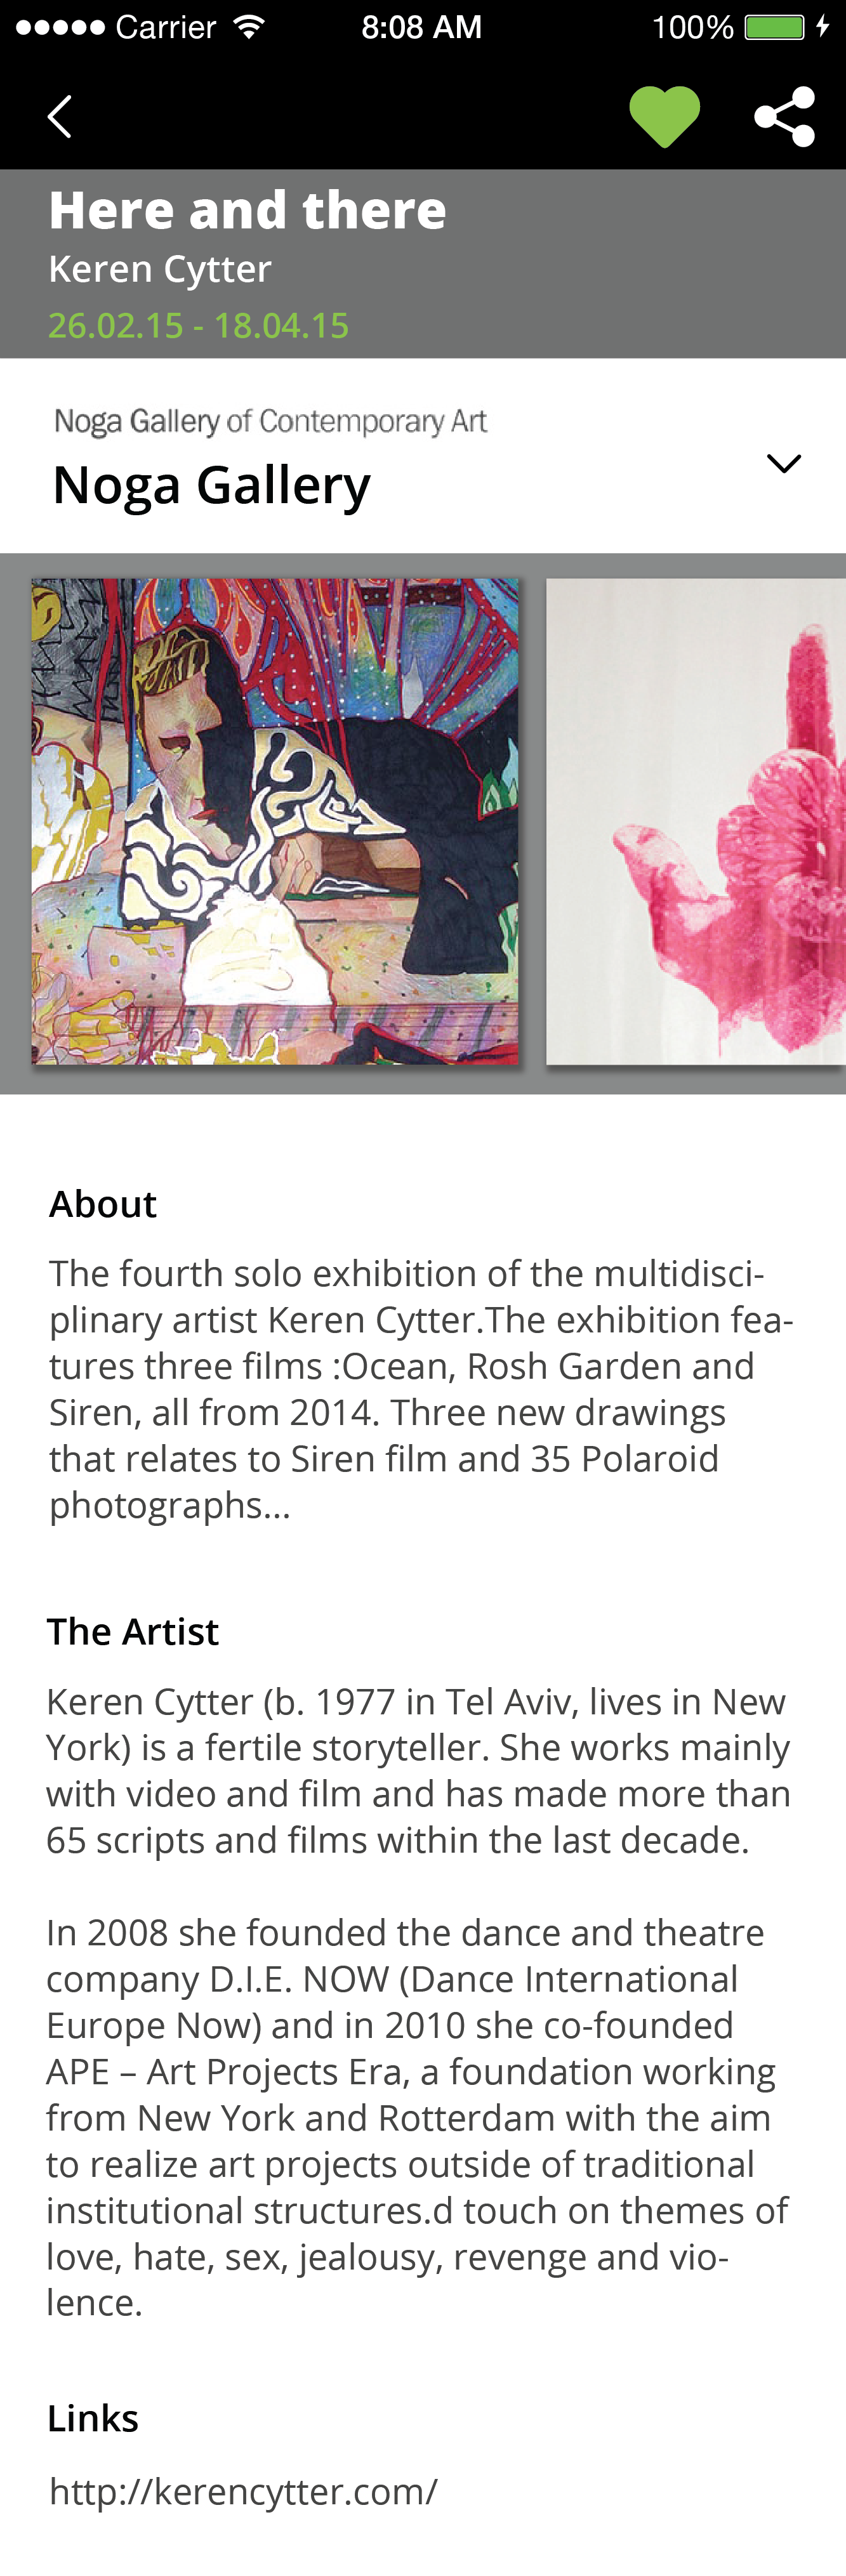 Carrier 8:08 AM 100%
Here and there
Keren Cytter
26.02.15 - 18.04.15
Noga Gallery of Contemporary Art
Noga Gallery
About
The fourth solo exhibition of the multidisci-
plinary artist Keren Cytter.The exhibition fea-
tures three films :Ocean, Rosh Garden and
Siren, all from 2014. Three new drawings
that relates to Siren film and 35 Polaroid
photographs...
The Artist
Keren Cytter (b. 1977 in Tel Aviv, lives in New
York) is a fertile storyteller. She works mainly
with video and film and has made more than
65 scripts and films within the last decade.
In 2008 she founded the dance and theatre
company D.I.E. NOW (Dance International
Europe Now) and in 2010 she co-founded
APE – Art Projects Era, a foundation working
from New York and Rotterdam with the aim
to realize art projects outside of traditional
institutional structures.d touch on themes of
love, hate, sex, jealousy, revenge and vio-
lence.
Links
http://kerencytter.com/